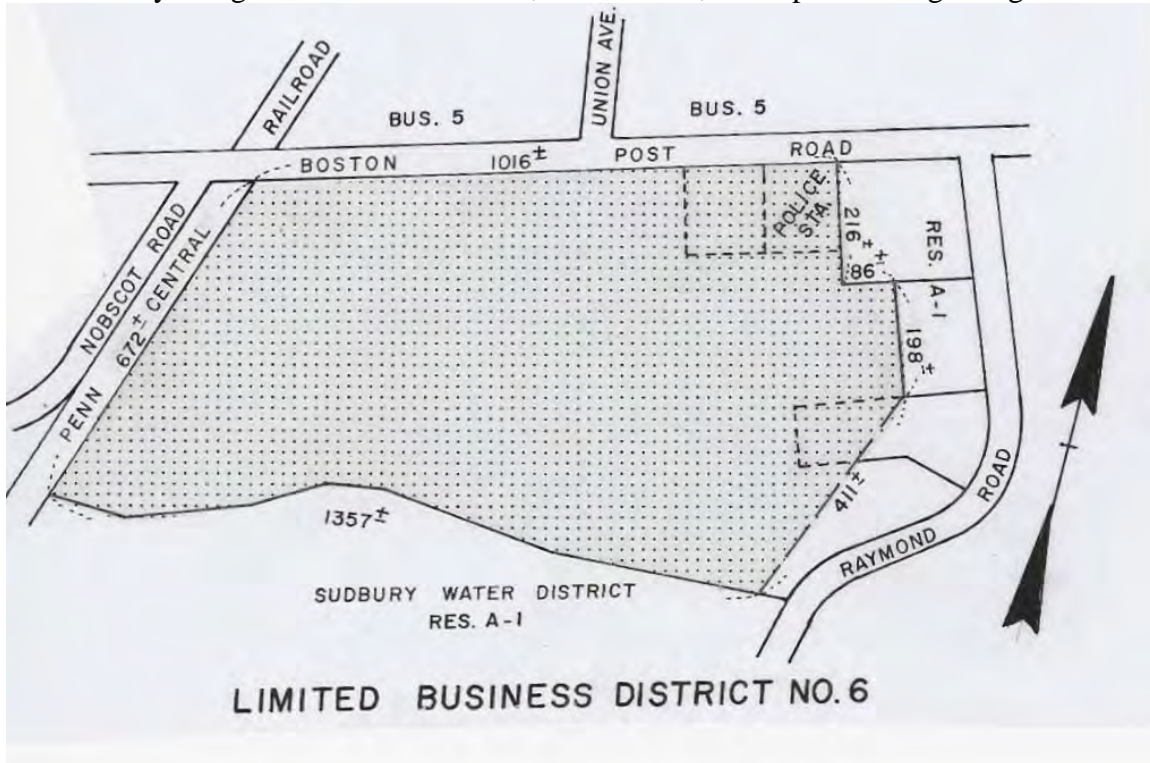 RAILROAD
UNION AVE.
BUS. 5
BUS. 5
BOSTON 1016± POST ROAD
NOBSCOT ROAD
PENN 672± CENTRAL
POLICE STA.
216±
86±
RES. A-1
198±
411±
1357±
RAYMOND ROAD
SUDBURY WATER DISTRICT
RES. A-1
LIMITED BUSINESS DISTRICT NO. 6